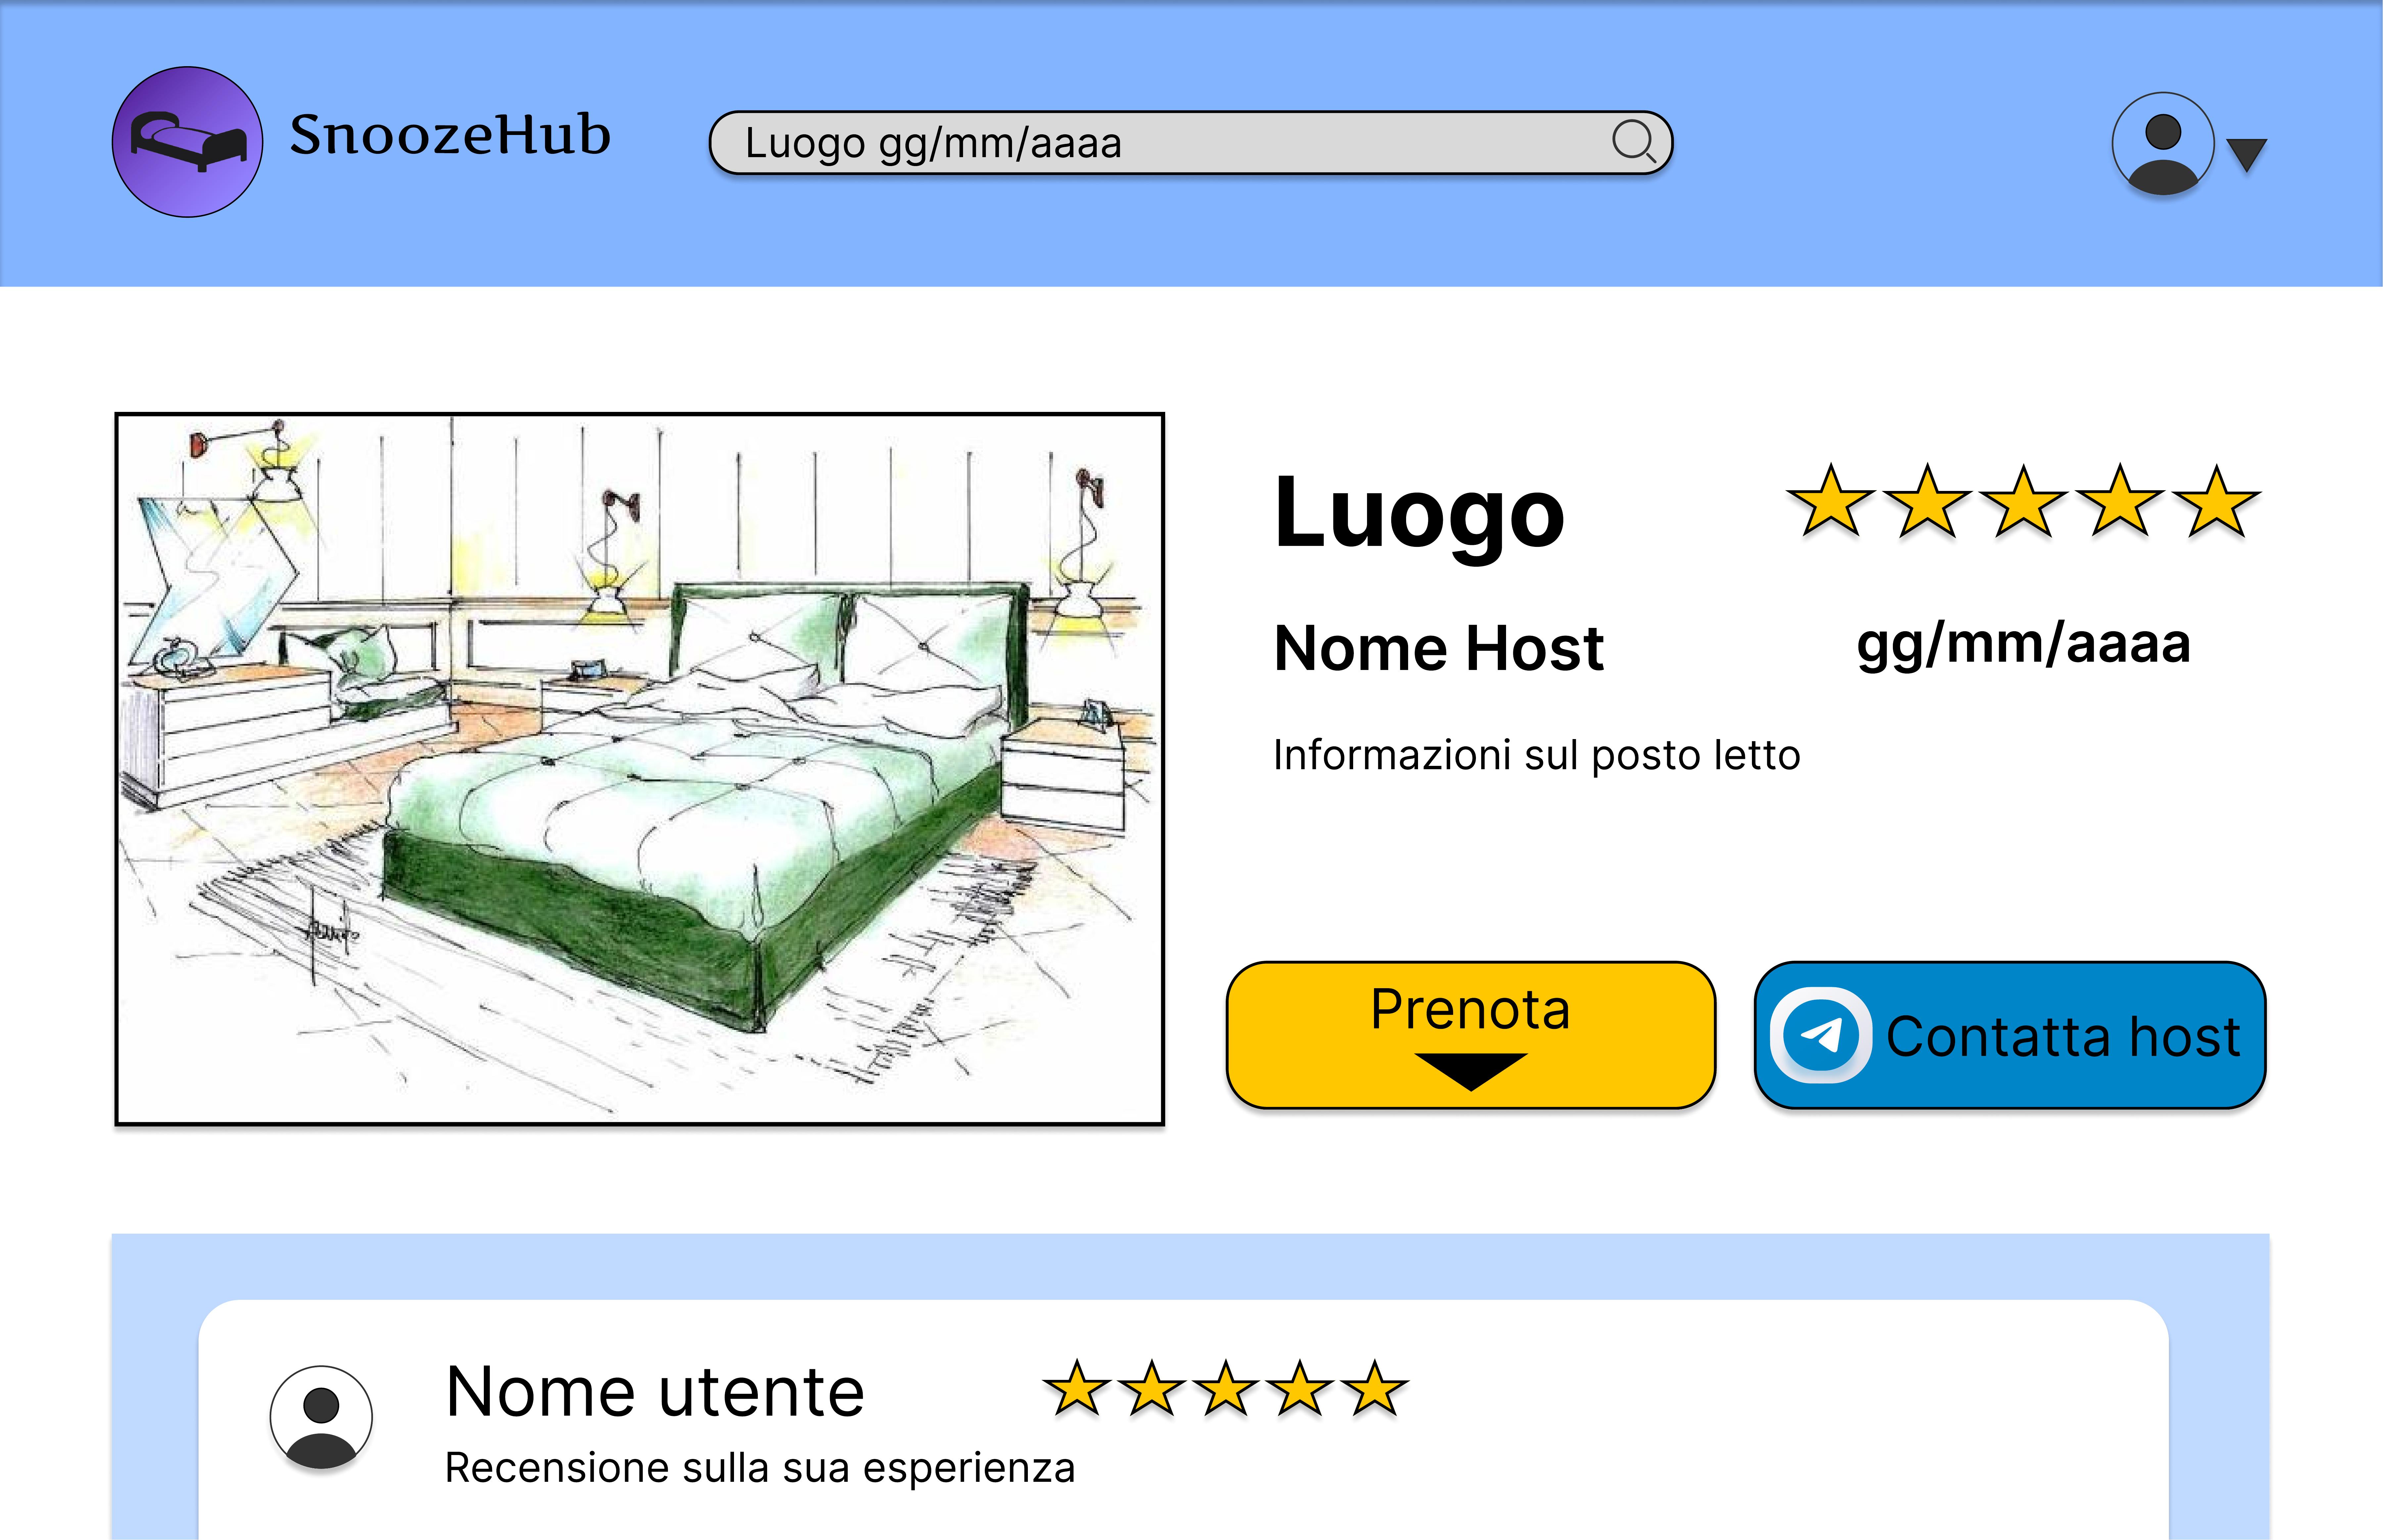 SnoozeHub
Luogo gg/mm/aaaa
Luogo
Nome Host
gg/mm/aaaa
Informazioni sul posto letto
Prenota
Contatta host
Nome utente
Recensione sulla sua esperienza